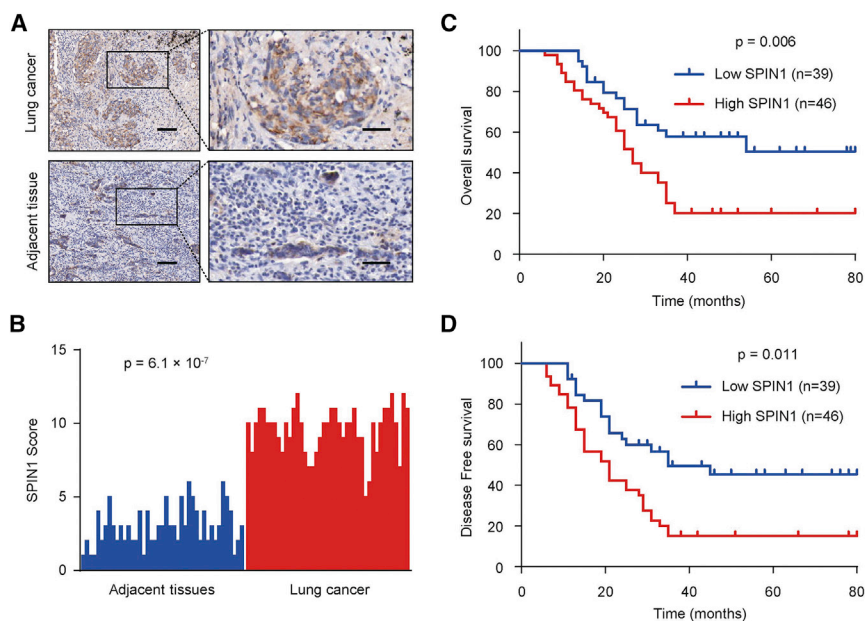 A
Lung cancer
Adjacent tissue
B
15
10
5
0
SPIN1 Score
p = 6.1 × 10⁻⁷
Adjacent tissues
Lung cancer
C
p = 0.006
Low SPIN1 (n=39)
High SPIN1 (n=46)
100
80
60
40
20
0
Overall survival
0 20 40 60 80
Time (months)
D
p = 0.011
Low SPIN1 (n=39)
High SPIN1 (n=46)
100
80
60
40
20
0
Disease Free survival
0 20 40 60 80
Time (months)